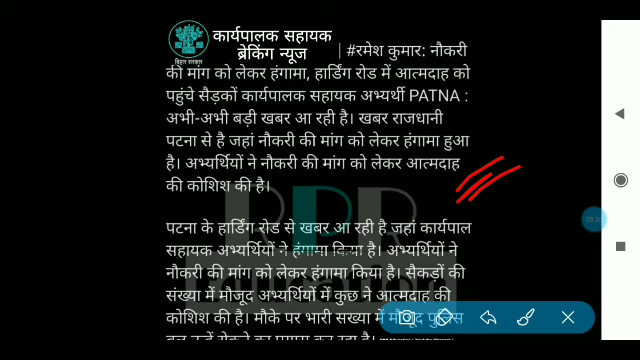 कार्यपालक सहायक
ब्रेकिंग न्यूज
बिहार सरकार
#रमेश कुमार: नौकरी
की मांग को लेकर हंगामा, हार्डिंग रोड में आत्मदाह को
पहुंचे सैड़कों कार्यपालक सहायक अभ्यर्थी PATNA :
अभी-अभी बड़ी खबर आ रही है। खबर राजधानी
पटना से है जहां नौकरी की मांग को लेकर हंगामा हुआ
है। अभ्यर्थियों ने नौकरी की मांग को लेकर आत्मदाह
की कोशिश की है।
पटना के हार्डिंग रोड से खबर आ रही है जहां कार्यपाल
सहायक अभ्यर्थियों ने हंगामा किया है। अभ्यर्थियों ने
नौकरी की मांग को लेकर हंगामा किया है। सैकड़ों की
संख्या में मौजूद अभ्यर्थियों में कुछ ने आत्मदाह की
कोशिश की है। मौके पर भारी सख्या में मौजूद पुलिस
RPR